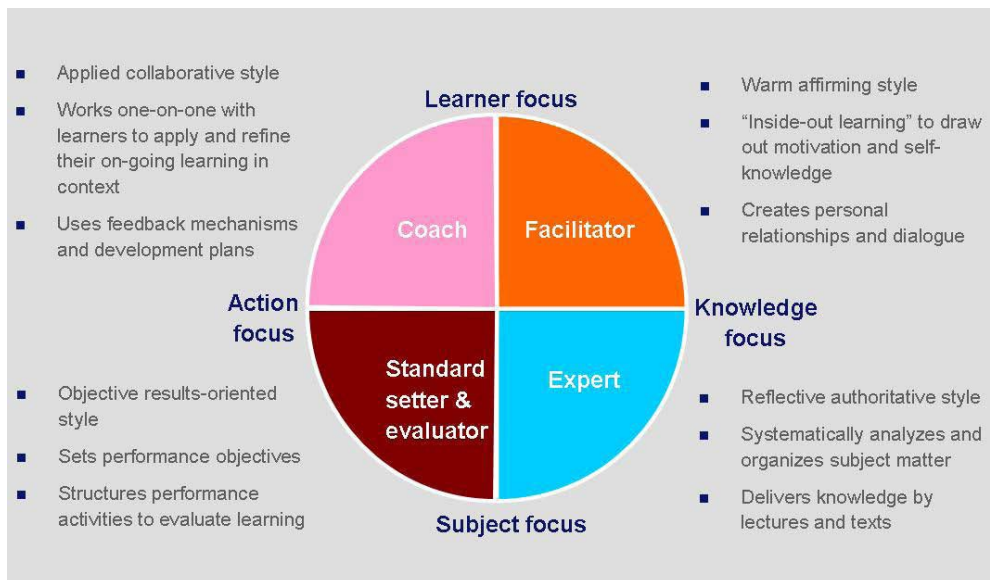 Applied collaborative style
Works one-on-one with
learners to apply and refine
their on-going learning in
context
Uses feedback mechanisms
and development plans
Learner focus
Warm affirming style
“Inside-out learning” to draw
out motivation and self-
knowledge
Creates personal
relationships and dialogue
Coach
Facilitator
Action
focus
Knowledge
focus
Standard
setter &
evaluator
Expert
Objective results-oriented
style
Sets performance objectives
Structures performance
activities to evaluate learning
Subject focus
Reflective authoritative style
Systematically analyzes and
organizes subject matter
Delivers knowledge by
lectures and texts